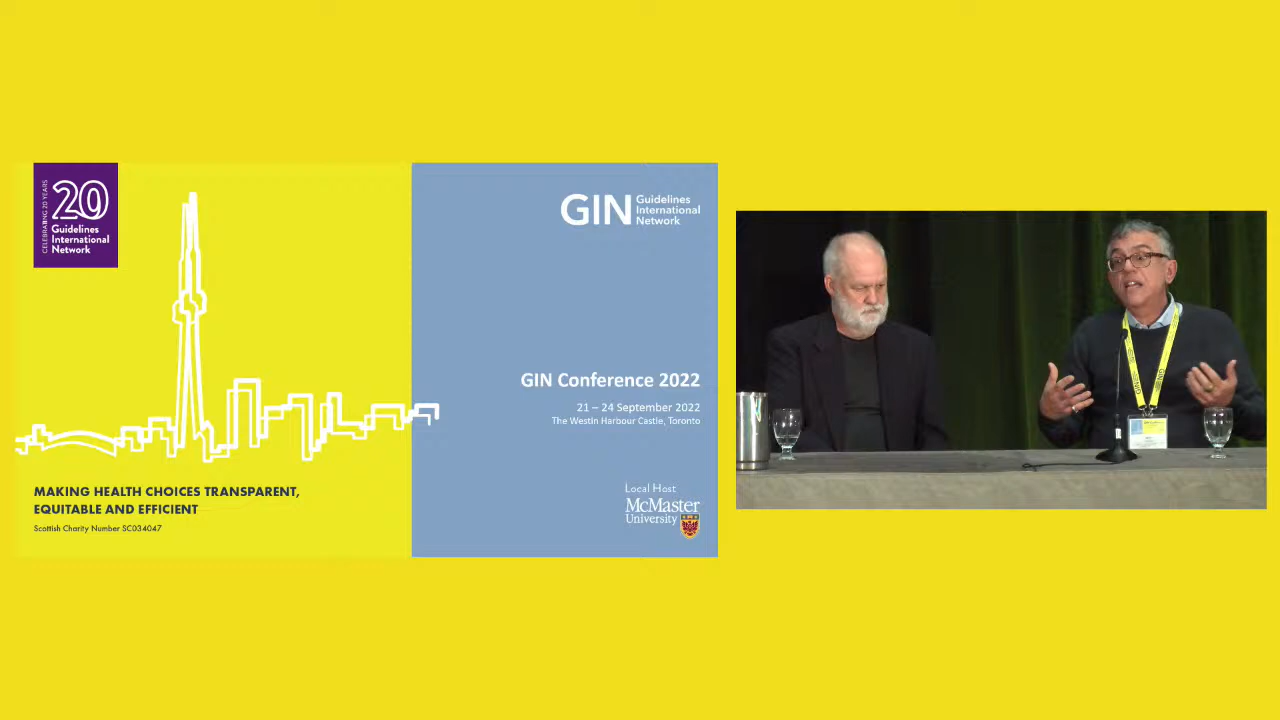 CELEBRATING 20 YEARS
20
Guidelines
International
Network
MAKING HEALTH CHOICES TRANSPARENT,
EQUITABLE AND EFFICIENT
Scottish Charity Number SC034047
GIN
Guidelines
International
Network
GIN Conference 2022
21 – 24 September 2022
The Westin Harbour Castle, Toronto
Local Host
McMaster
University